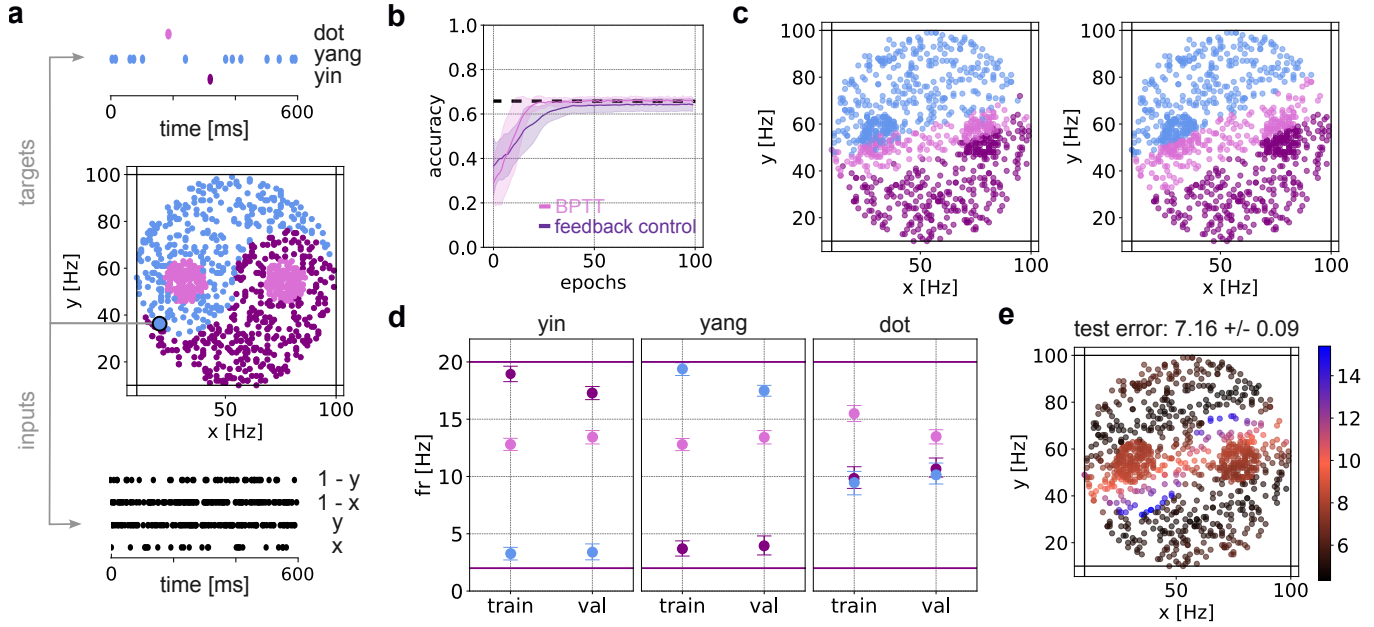 a
dot
yang
yin
0
600
time [ms]
targets
inputs
100
80
60
40
20
y [Hz]
50
100
x [Hz]
1 - y
1 - x
y
x
0
600
time [ms]
b
1.0
0.8
0.6
0.4
0.2
0.0
accuracy
BPTT
feedback control
0
50
100
epochs
c
100
80
60
40
20
y [Hz]
50
100
x [Hz]
100
80
60
40
20
y [Hz]
50
100
x [Hz]
d
yin
yang
dot
20
15
10
5
0
fr [Hz]
train
val
train
val
train
val
e
test error: 7.16 +/- 0.09
100
80
60
40
20
y [Hz]
50
100
x [Hz]
14
12
10
8
6